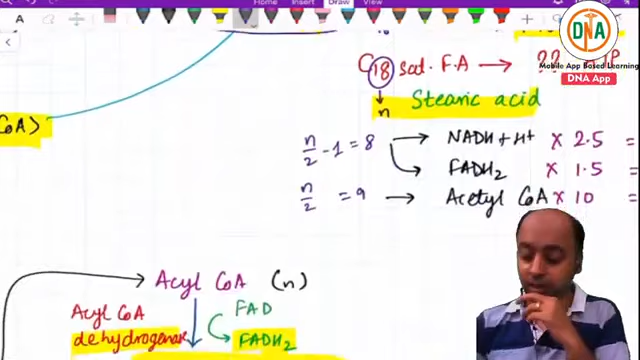 Home Insert Draw View
DNA
Mobile App Based Learning
DNA App
C18 sat. F.A → ?? ATP
n
Stearic acid
CoA>
n/2 - 1 = 8 → NADH + H+ × 2.5 =
FADH2 × 1.5 =
n/2 = 9 → Acetyl CoA × 10 =
Acyl CoA (n)
Acyl CoA
dehydrogenase
FAD
FADH2